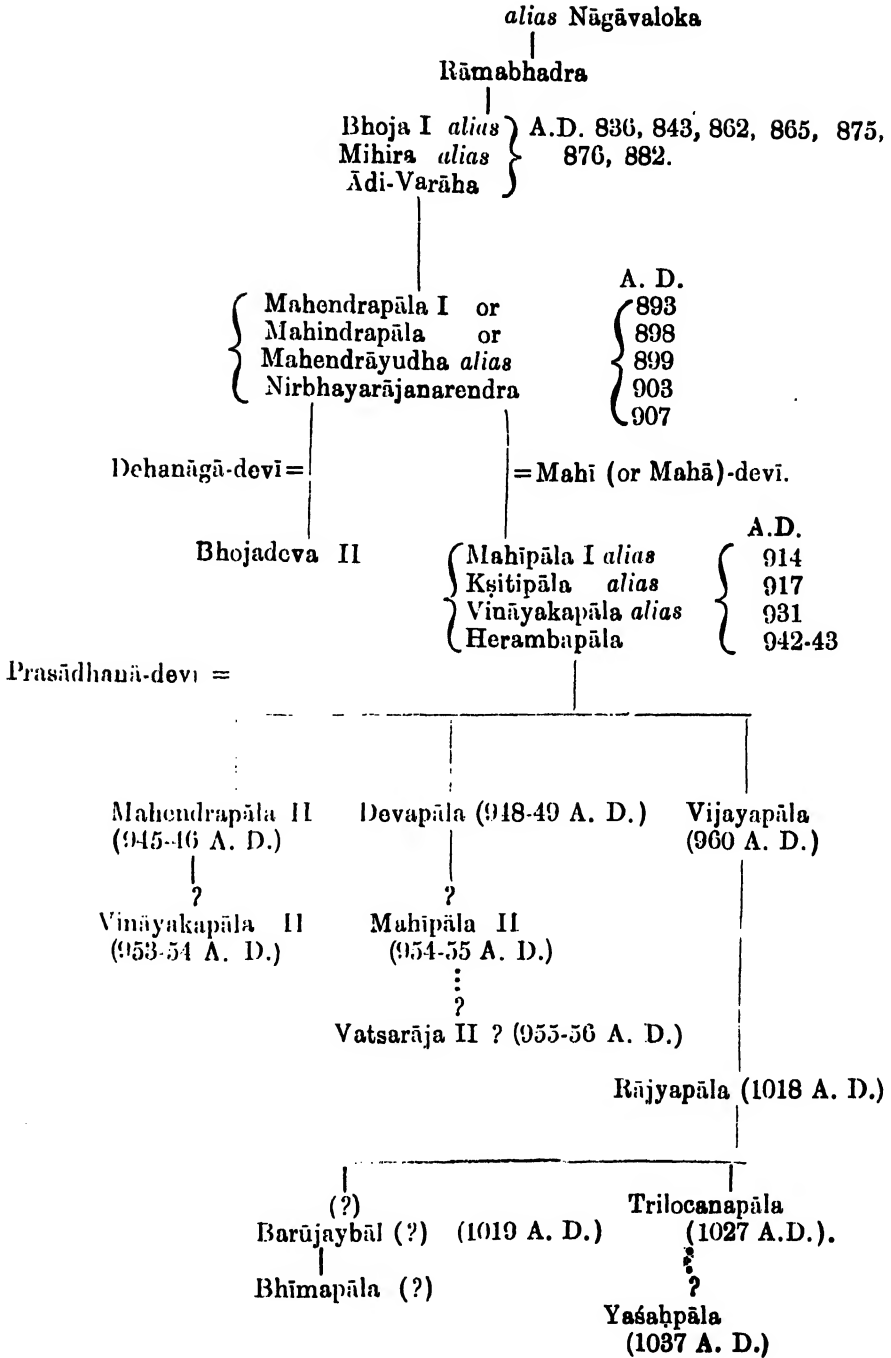 alias Nāgāvaloka
Rāmabhadra
Bhoja I alias } A.D. 836, 843, 862, 865, 875,
Mihira alias } 876, 882.
Ādi-Varāha
A. D.
Mahendrapāla I or 893
Mahindrapāla or 898
Mahendrāyudha alias 899
Nirbhayarājanarendra 903
907
Dehanāgā-devī= =Mahī (or Mahā)-devī.
A.D.
Bhojadeva II Mahīpāla I alias 914
Kṣitipāla alias 917
Vināyakapāla alias 931
Herambapāla 942-43
Prasādhanā-devī =
Mahendrapāla II Devapāla (948-49 A. D.) Vijayapāla
(945-46 A. D.) (960 A. D.)
? ?
Vināyakapāla II Mahīpāla II
(953-54 A. D.) (954-55 A. D.)
?
Vatsarāja II ? (955-56 A. D.)
Rājyapāla (1018 A. D.)
(?) Trilocanapāla
Barūjaybāl (?) (1019 A. D.) (1027 A.D.).
Bhīmapāla (?) ?
Yaśaḥpāla
(1037 A. D.)